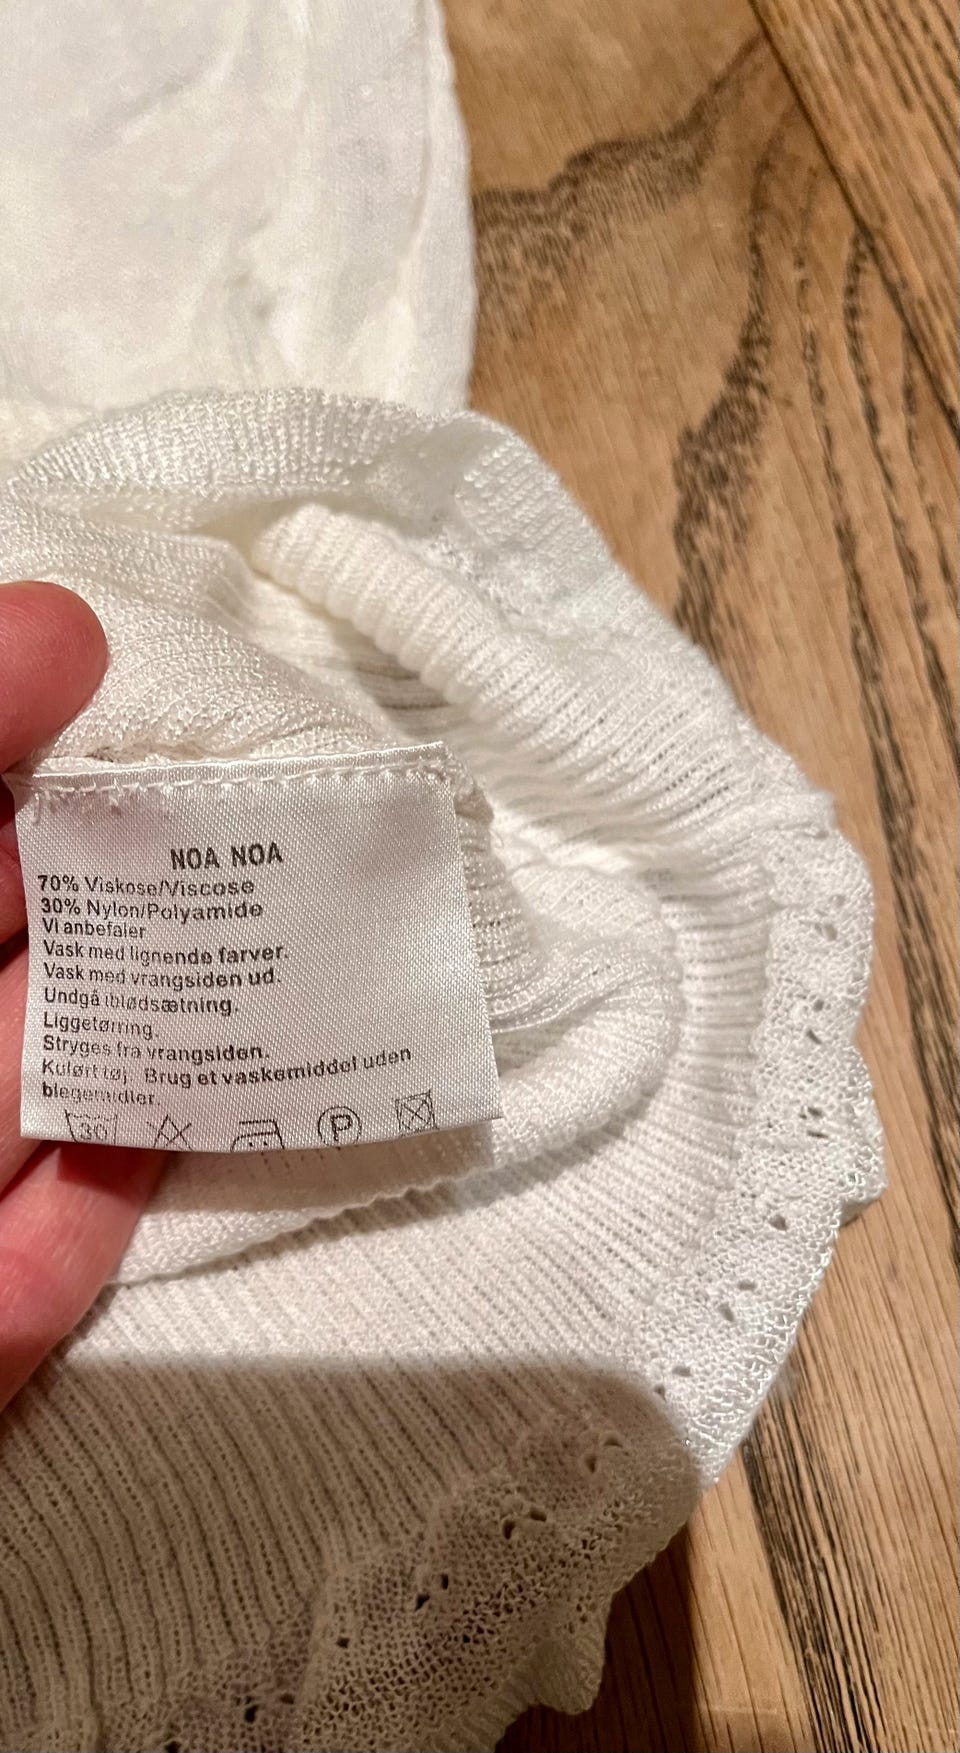 NOA NOA
70% Viskose/Viscose
30% Nylon/Polyamide
Vi anbefaler
Vask med lignende farver.
Vask med vrangsiden ud.
Undgå iblødsætning.
Liggetørring.
Stryges fra vrangsiden.
Kulørt tøj. Brug et vaskemiddel uden
blegemidler.
30 P